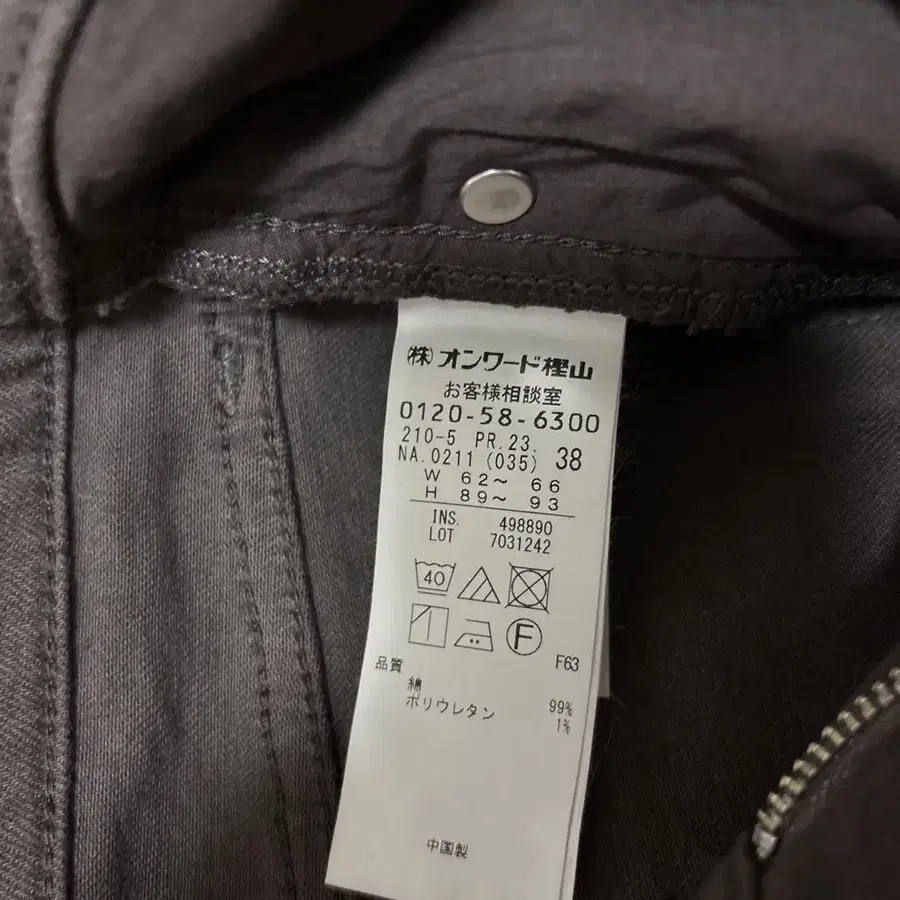 ㈱オンワード樫山
お客様相談室
0120-58-6300
210-5 PR.23.
NA.0211 (035) 38
W 62～ 66
H 89～ 93
INS. 498890
LOT 7031242
40
F
F63
品質
綿 99%
ポリウレタン 1%
中国製